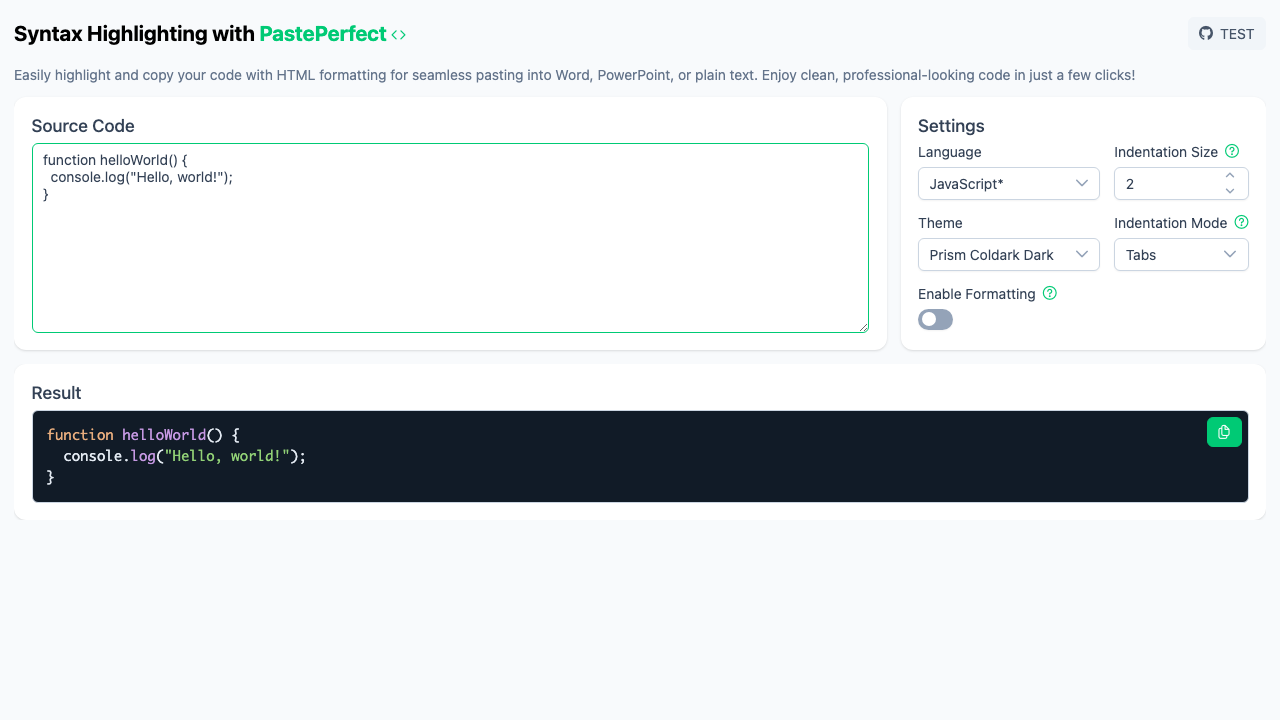 Syntax Highlighting with PastePerfect <>
TEST
Easily highlight and copy your code with HTML formatting for seamless pasting into Word, PowerPoint, or plain text. Enjoy clean, professional-looking code in just a few clicks!
Source Code
function helloWorld() {
  console.log("Hello, world!");
}
Settings
Language
Indentation Size ?
JavaScript*
2
Theme
Indentation Mode ?
Prism Coldark Dark
Tabs
Enable Formatting ?
Result
function helloWorld() {
  console.log("Hello, world!");
}